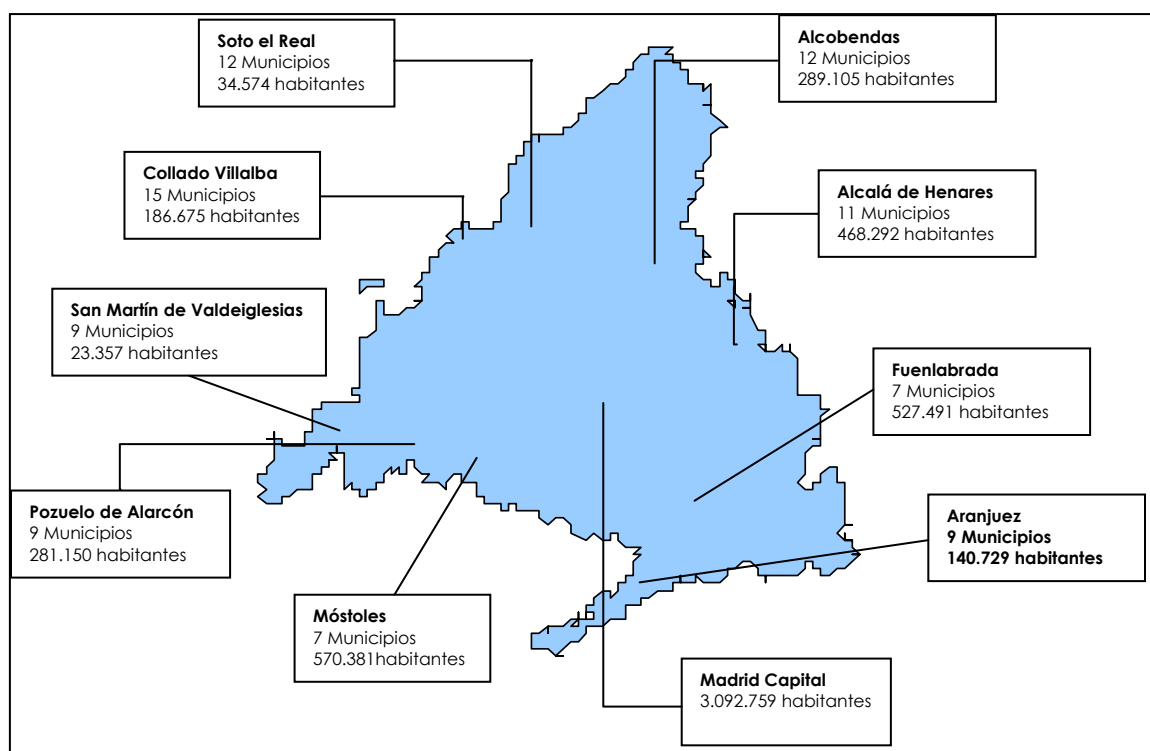 Soto el Real
12 Municipios
34.574 habitantes
Alcobendas
12 Municipios
289.105 habitantes
Collado Villalba
15 Municipios
186.675 habitantes
Alcalá de Henares
11 Municipios
468.292 habitantes
San Martín de Valdeiglesias
9 Municipios
23.357 habitantes
Fuenlabrada
7 Municipios
527.491 habitantes
Pozuelo de Alarcón
9 Municipios
281.150 habitantes
Aranjuez
9 Municipios
140.729 habitantes
Móstoles
7 Municipios
570.381habitantes
Madrid Capital
3.092.759 habitantes